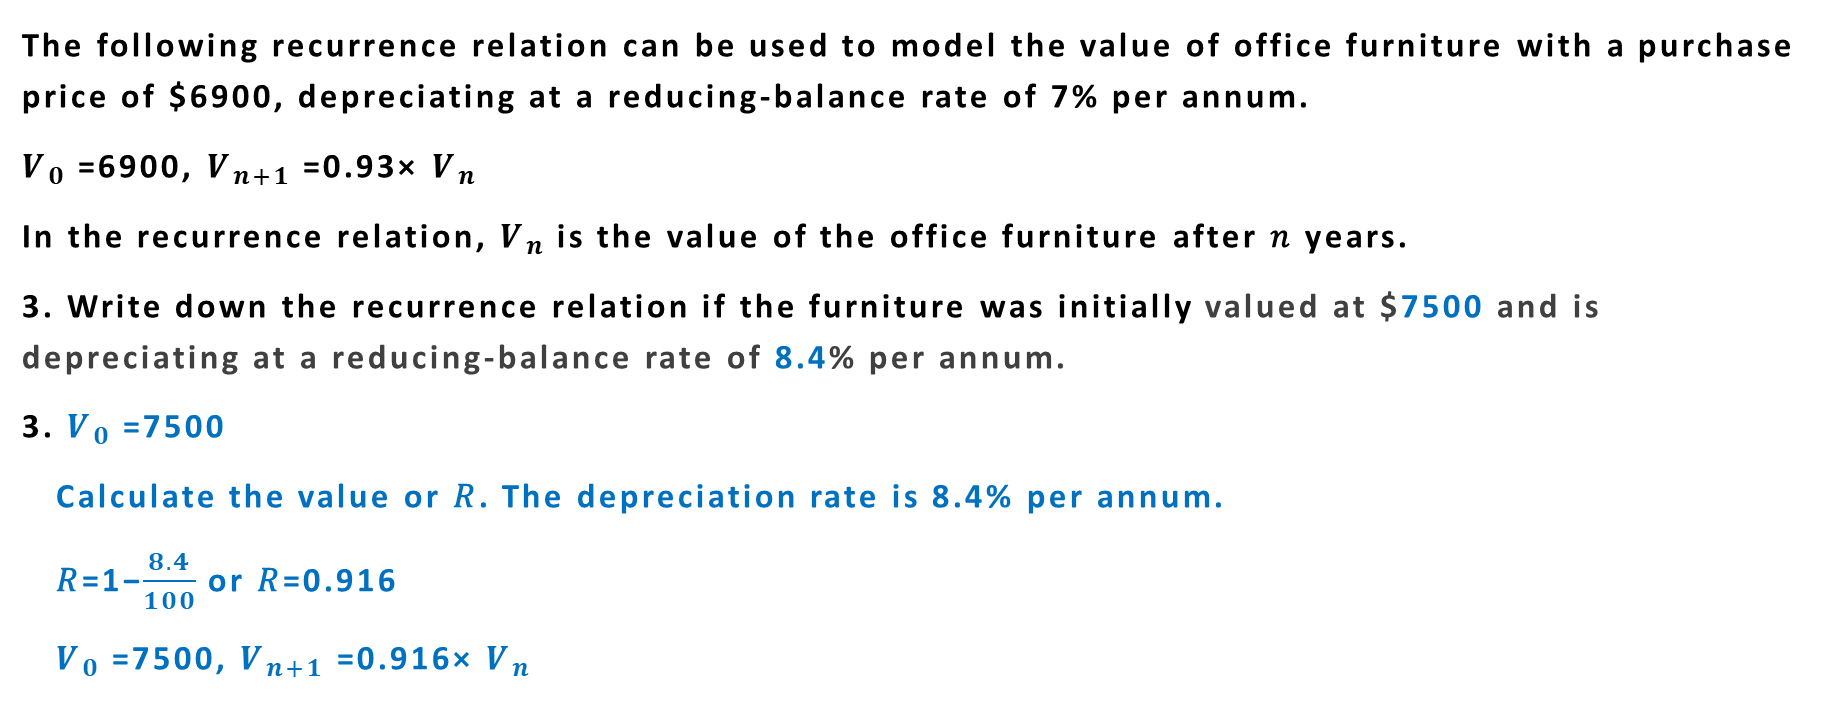 The following recurrence relation can be used to model the value of office furniture with a purchase
price of $6900, depreciating at a reducing-balance rate of 7% per annum.
V₀ =6900, Vₙ₊₁ =0.93× Vₙ
In the recurrence relation, Vₙ is the value of the office furniture after n years.
3. Write down the recurrence relation if the furniture was initially valued at $7500 and is
depreciating at a reducing-balance rate of 8.4% per annum.
3. V₀ =7500
Calculate the value or R. The depreciation rate is 8.4% per annum.
R=1−8.4/100 or R=0.916
V₀ =7500, Vₙ₊₁ =0.916× Vₙ